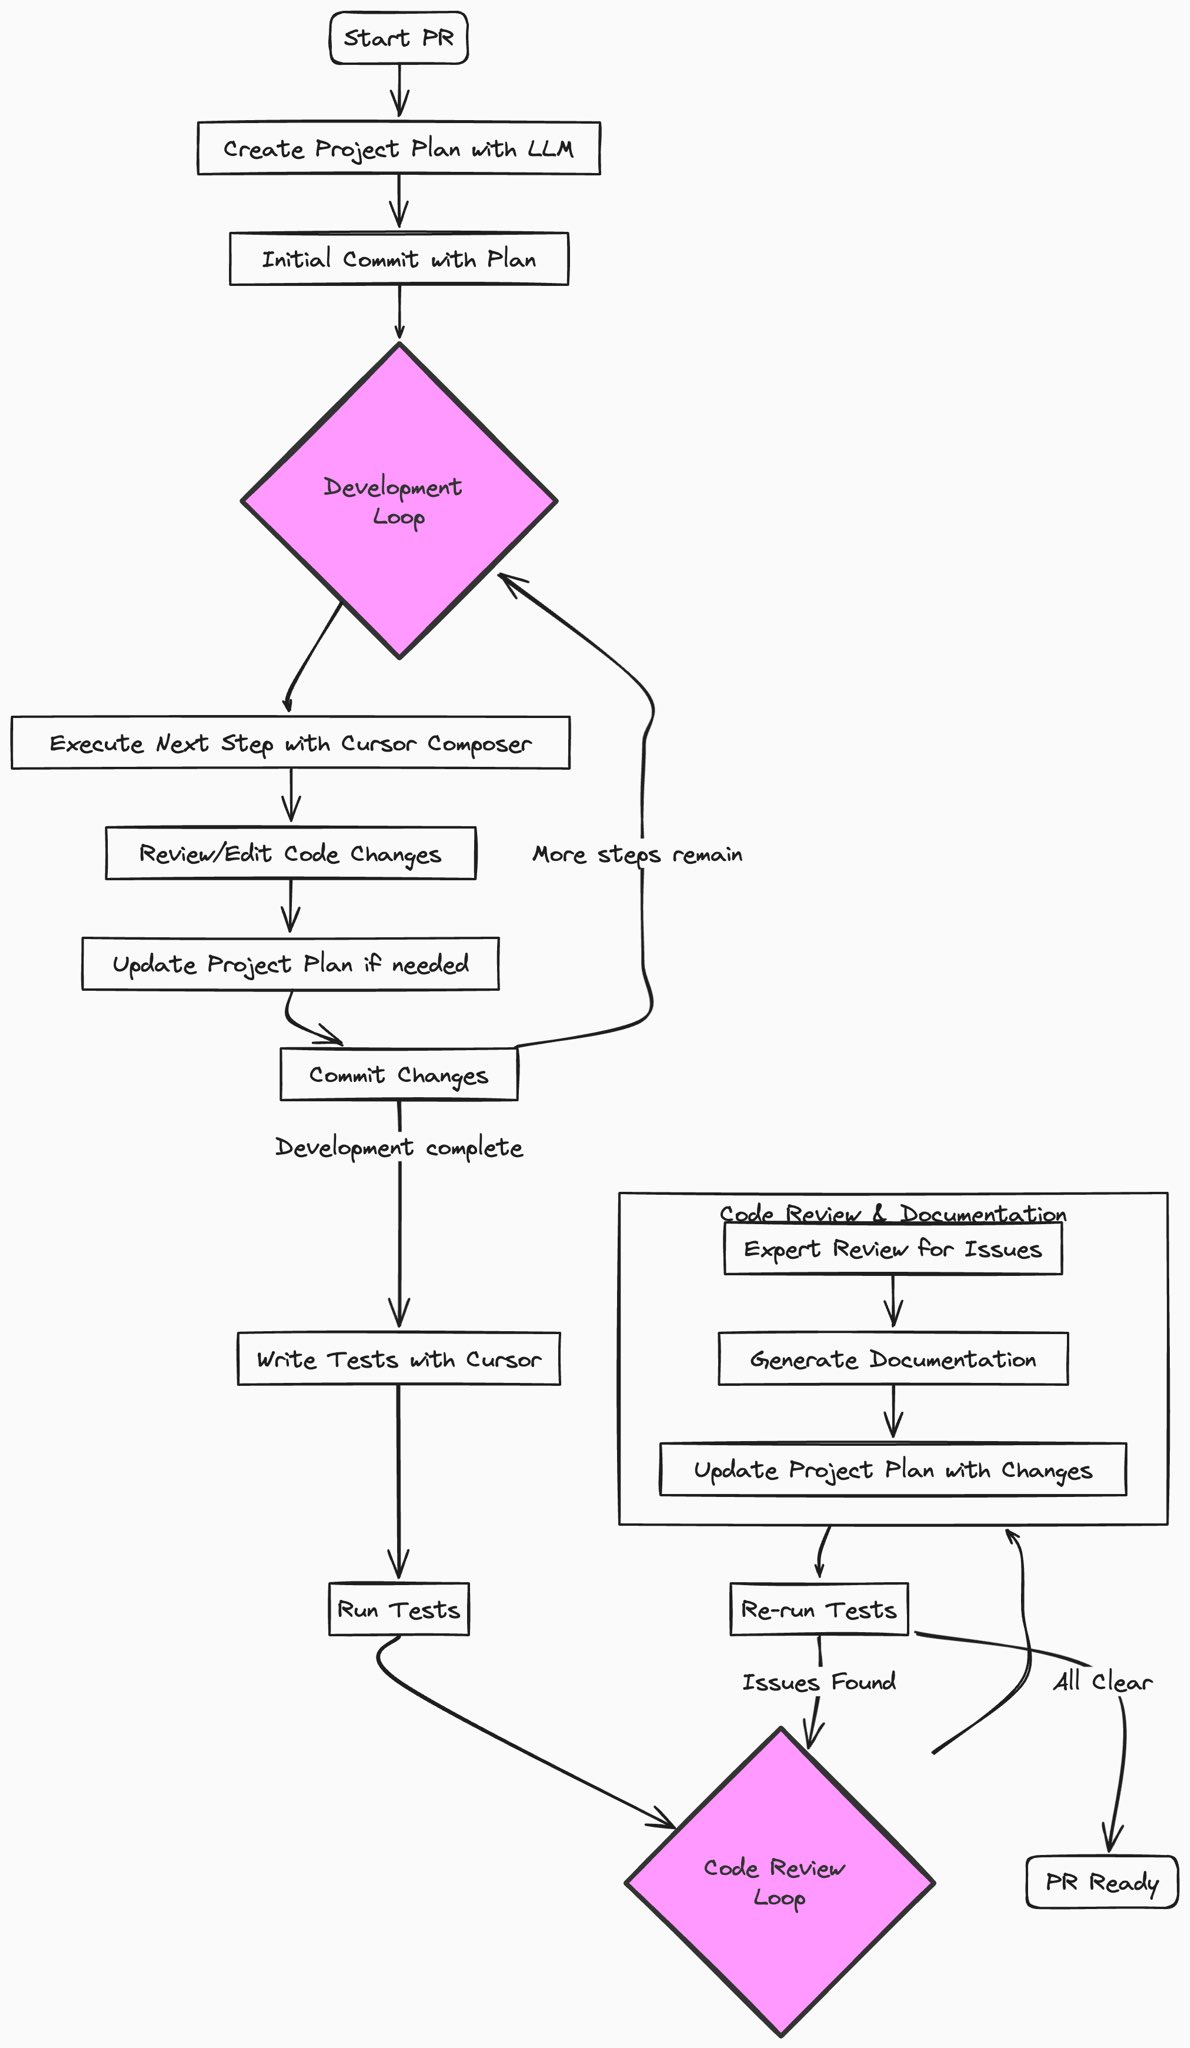 Start PR
Create Project Plan with LLM
Initial Commit with Plan
Development
Loop
Execute Next Step with Cursor Composer
Review/Edit Code Changes
More steps remain
Update Project Plan if needed
Commit Changes
Development complete
Code Review & Documentation
Expert Review for Issues
Write Tests with Cursor
Generate Documentation
Update Project Plan with Changes
Run Tests
Re-run Tests
Issues Found
All Clear
Code Review
Loop
PR Ready